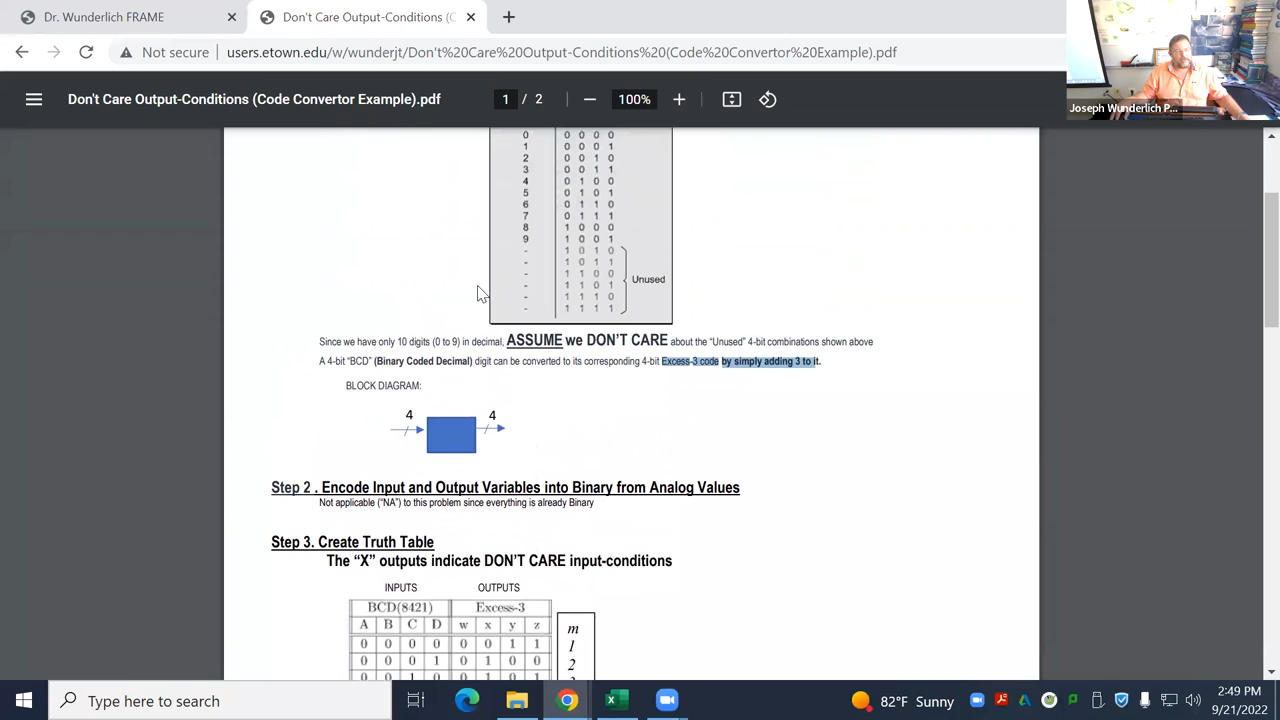 Dr. Wunderlich FRAME
Don't Care Output-Conditions (C
Not secure
users.etown.edu/w/wunderjt/Don't%20Care%20Output-Conditions%20(Code%20Convertor%20Example).pdf
Joseph Wunderlich P...
Don't Care Output-Conditions (Code Convertor Example).pdf
1 / 2
100%
0 0 0 0 0
1 0 0 0 1
2 0 0 1 0
3 0 0 1 1
4 0 1 0 0
5 0 1 0 1
6 0 1 1 0
7 0 1 1 1
8 1 0 0 0
9 1 0 0 1
- 1 0 1 0
- 1 0 1 1
- 1 1 0 0
- 1 1 0 1
- 1 1 1 0
- 1 1 1 1
Unused
Since we have only 10 digits (0 to 9) in decimal, ASSUME we DON'T CARE about the "Unused" 4-bit combinations shown above
A 4-bit "BCD" (Binary Coded Decimal) digit can be converted to its corresponding 4-bit Excess-3 code by simply adding 3 to it.
BLOCK DIAGRAM:
4 4
Step 2 . Encode Input and Output Variables into Binary from Analog Values
Not applicable ("NA") to this problem since everything is already Binary
Step 3. Create Truth Table
The "X" outputs indicate DON'T CARE input-conditions
INPUTS OUTPUTS
BCD(8421) Excess-3
A B C D w x y z
m
0 0 0 0 0 0 1 1
1
0 0 0 1 0 1 0 0
2
0 0 1 0 0 1 0 1
Type here to search
82°F Sunny
2:49 PM
9/21/2022